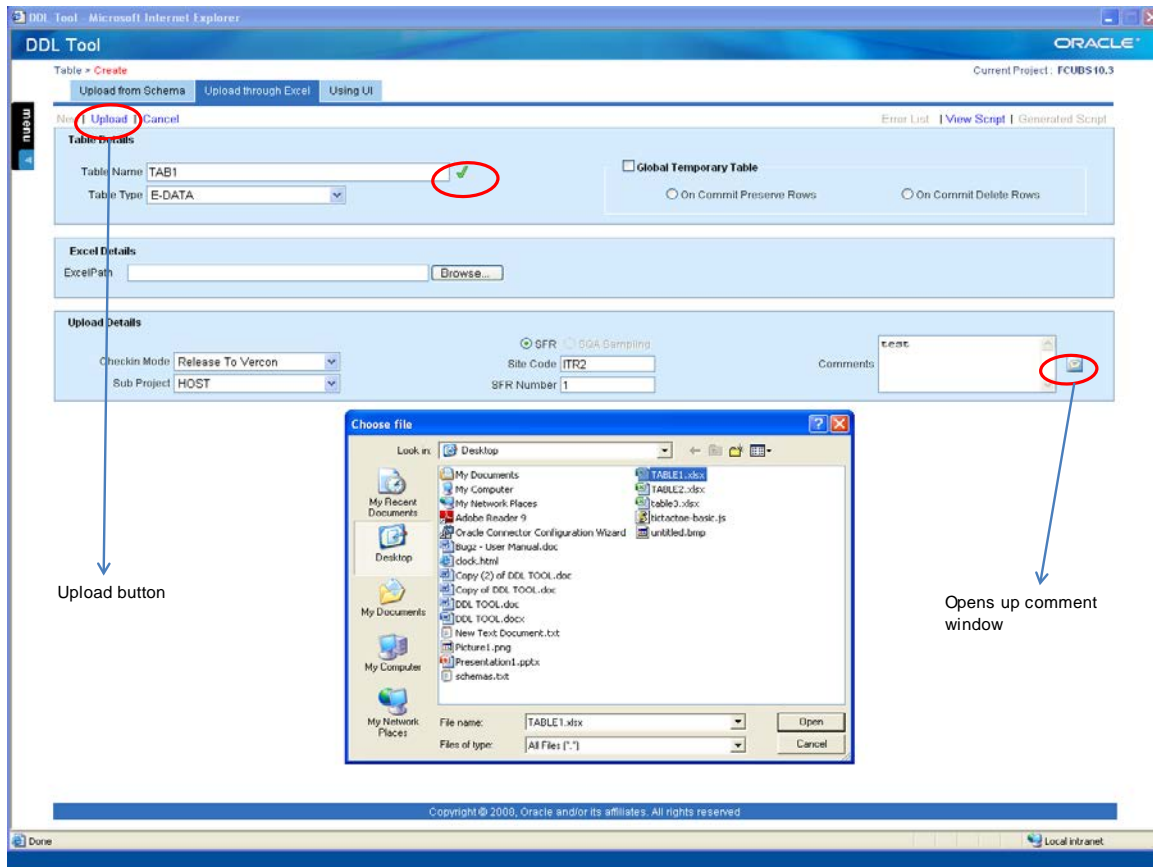 DDL Tool - Microsoft Internet Explorer
DDL Tool
ORACLE
Table > Create
Current Project : FCUBS10.3
Upload from Schema Upload through Excel Using UI
menu
New | Upload | Cancel
Error List | View Script | Generated Script
Table Details
Table Name TAB1
Global Temporary Table
Table Type E-DATA
On Commit Preserve Rows On Commit Delete Rows
Excel Details
ExcelPath Browse...
Upload Details
SFR SQA Sampling
Checkin Mode Release To Vercon
Site Code ITR2
Comments test
Sub Project HOST
SFR Number 1
Choose file
Look in: Desktop
My Recent Documents
Desktop
My Documents
My Computer
My Network Places
My Documents
My Computer
My Network Places
Adobe Reader 9
Oracle Connector Configuration Wizard
Bugz - User Manual.doc
clock.html
Copy (2) of DDL TOOL.doc
Copy of DDL TOOL.doc
DDL TOOL.doc
DDL TOOL.docx
New Text Document.txt
Picture1.png
Presentation1.pptx
schemas.txt
TABLE1.xlsx
TABLE2.xlsx
table3.xlsx
tictactoe-basic.js
untitled.bmp
File name: TABLE1.xlsx Open
Files of type: All Files (*.*) Cancel
Upload button
Opens up comment
window
Copyright © 2008, Oracle and/or its affiliates. All rights reserved
Done
Local intranet